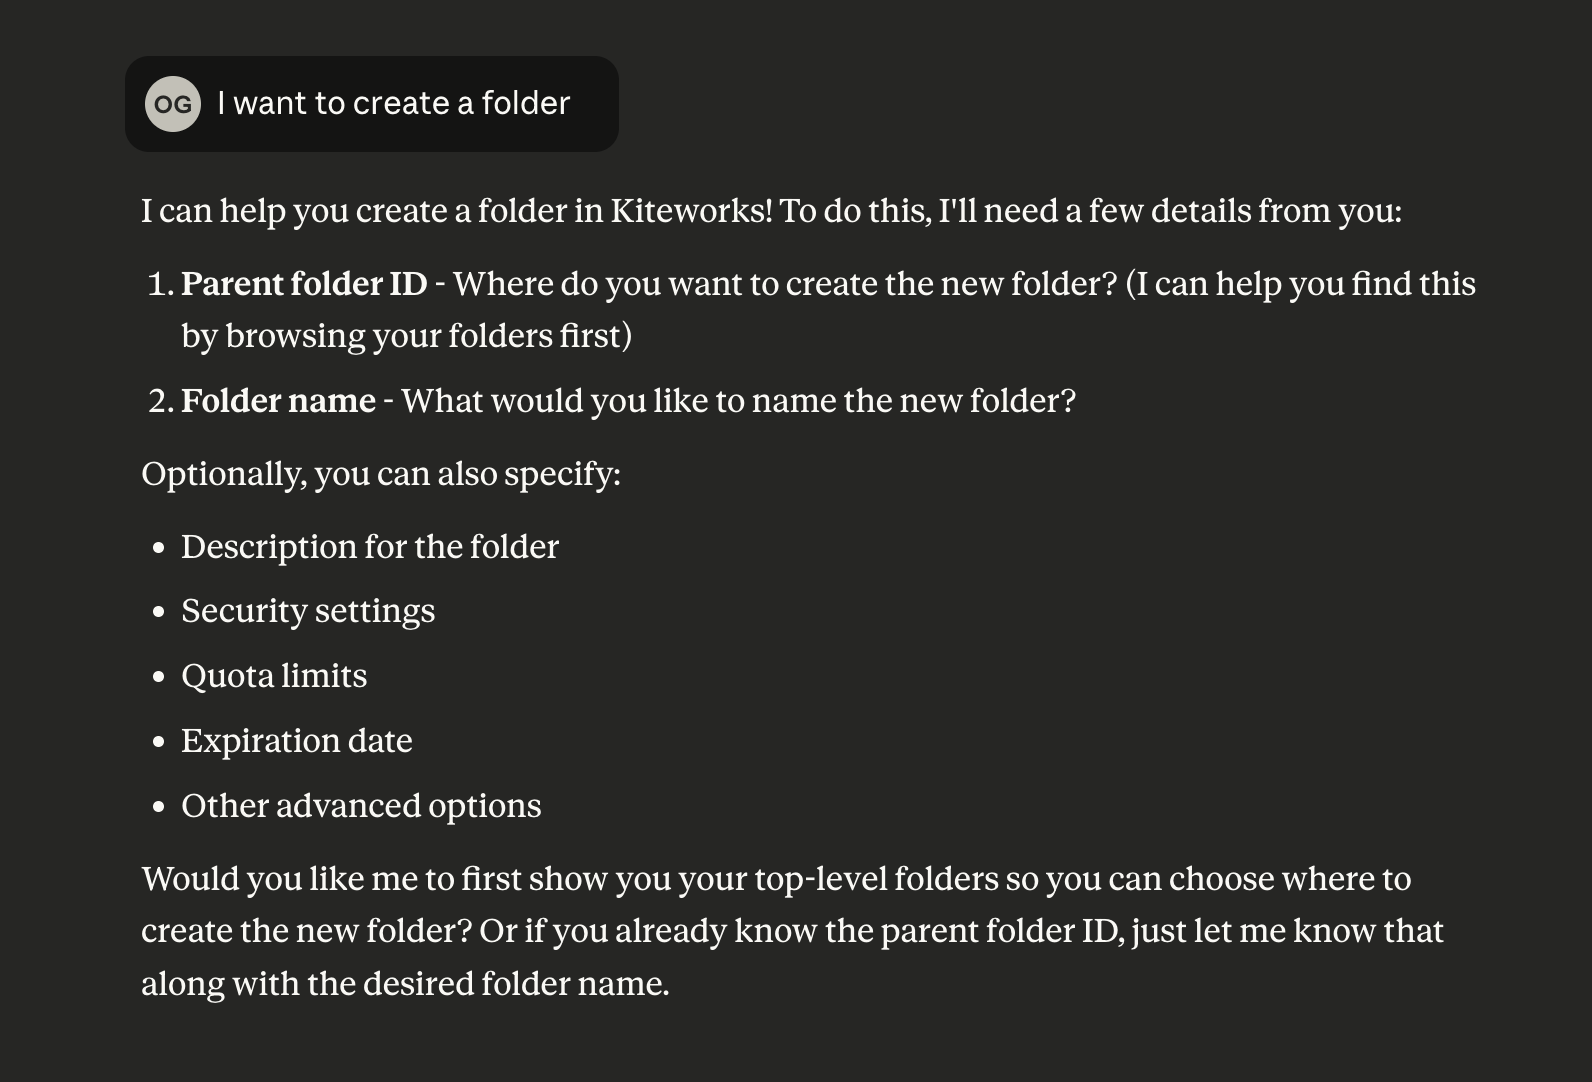 OG I want to create a folder
I can help you create a folder in Kiteworks! To do this, I'll need a few details from you:
1. Parent folder ID - Where do you want to create the new folder? (I can help you find this
by browsing your folders first)
2. Folder name - What would you like to name the new folder?
Optionally, you can also specify:
• Description for the folder
• Security settings
• Quota limits
• Expiration date
• Other advanced options
Would you like me to first show you your top-level folders so you can choose where to
create the new folder? Or if you already know the parent folder ID, just let me know that
along with the desired folder name.